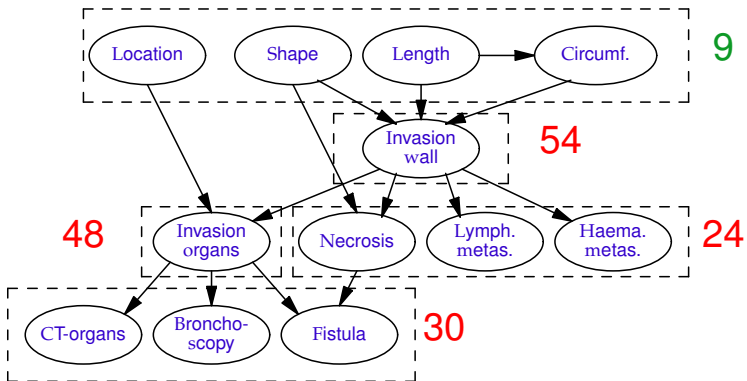 Location
Shape
Length
Circumf.
9
Invasion
wall
54
48
Invasion
organs
Necrosis
Lymph.
metas.
Haema.
metas.
24
CT-organs
Broncho-
scopy
Fistula
30